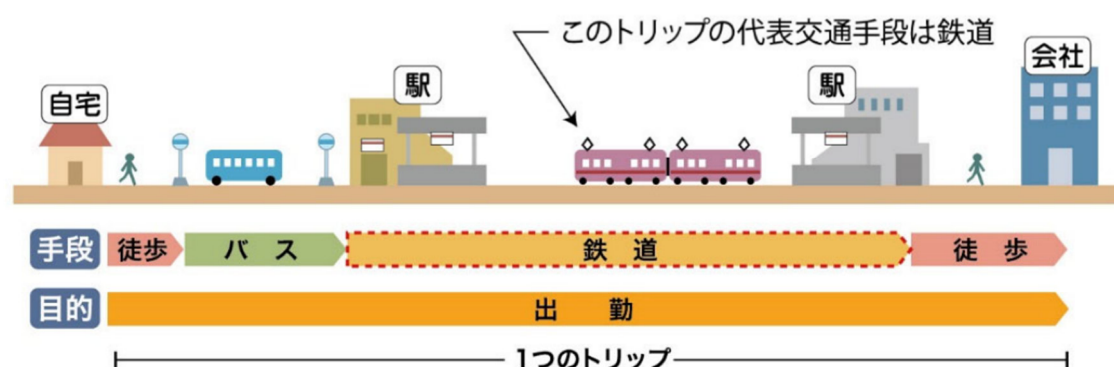 このトリップの代表交通手段は鉄道
自宅
駅
駅
会社
手段 徒歩 バス 鉄道 徒歩
目的 出勤
1つのトリップ